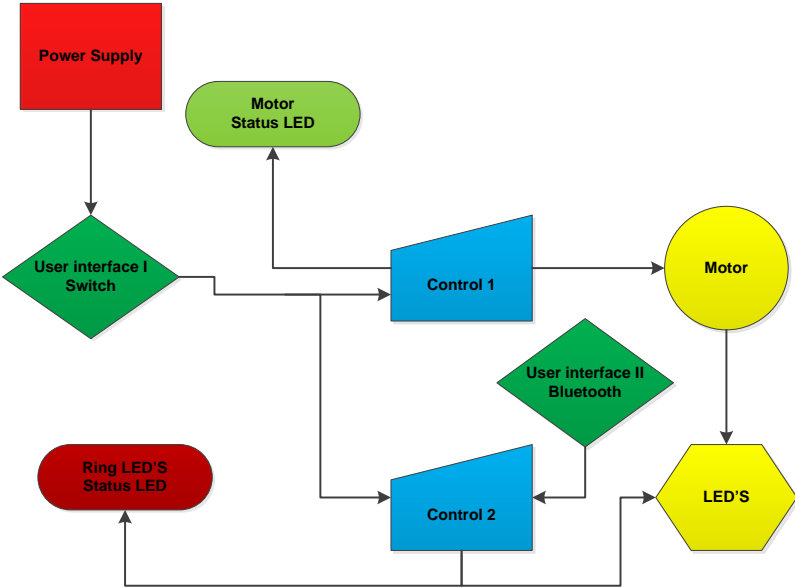 Power Supply
Motor
Status LED
User interface I
Switch
Control 1
Motor
User interface II
Bluetooth
Ring LED'S
Status LED
Control 2
LED'S